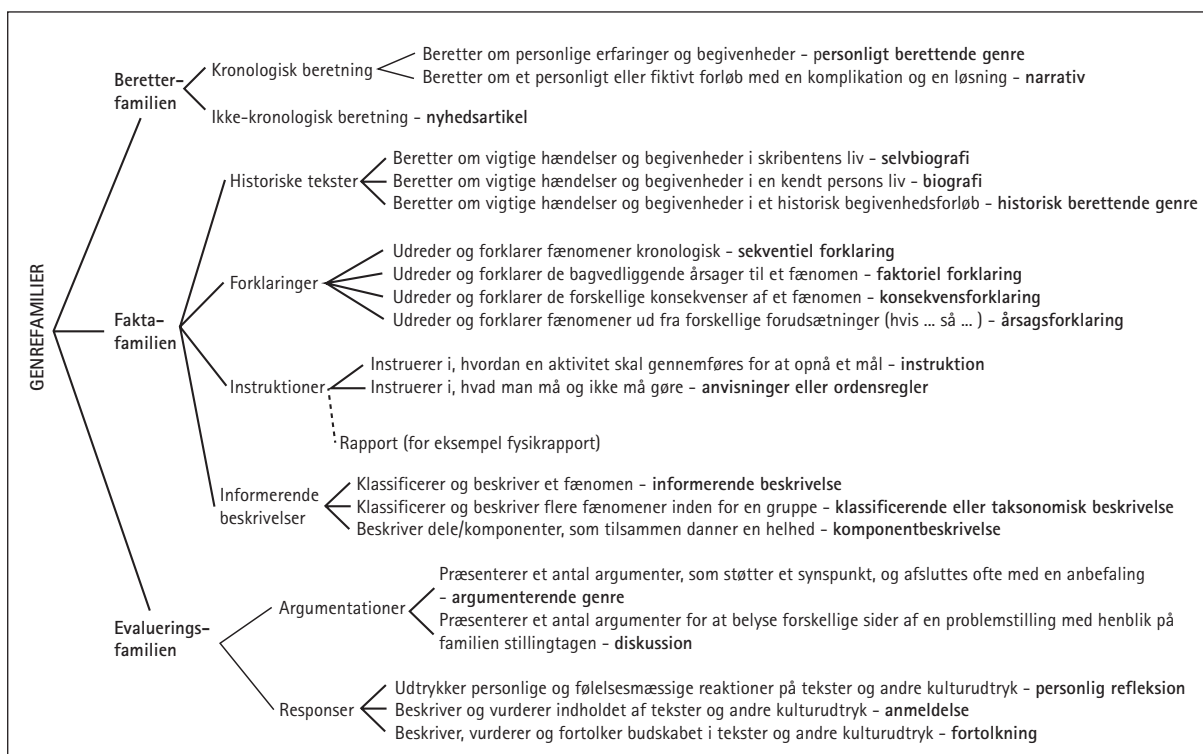 GENREFAMILIER
Beretter-
familien
Kronologisk beretning
Beretter om personlige erfaringer og begivenheder – personligt berettende genre
Beretter om et personligt eller fiktivt forløb med en komplikation og en løsning – narrativ
Ikke-kronologisk beretning – nyhedsartikel
Fakta-
familien
Historiske tekster
Beretter om vigtige hændelser og begivenheder i skribentens liv – selvbiografi
Beretter om vigtige hændelser og begivenheder i en kendt persons liv – biografi
Beretter om vigtige hændelser og begivenheder i et historisk begivenhedsforløb – historisk berettende genre
Forklaringer
Udreder og forklarer fænomener kronologisk – sekventiel forklaring
Udreder og forklarer de bagvedliggende årsager til et fænomen – faktoriel forklaring
Udreder og forklarer de forskellige konsekvenser af et fænomen – konsekvensforklaring
Udreder og forklarer fænomener ud fra forskellige forudsætninger (hvis ... så ... ) – årsagsforklaring
Instruktioner
Instruerer i, hvordan en aktivitet skal gennemføres for at opnå et mål – instruktion
Instruerer i, hvad man må og ikke må gøre – anvisninger eller ordensregler
Rapport (for eksempel fysikrapport)
Informerende
beskrivelser
Klassificerer og beskriver et fænomen – informerende beskrivelse
Klassificerer og beskriver flere fænomener inden for en gruppe – klassificerende eller taksonomisk beskrivelse
Beskriver dele/komponenter, som tilsammen danner en helhed – komponentbeskrivelse
Evaluerings-
familien
Argumentationer
Præsenterer et antal argumenter, som støtter et synspunkt, og afsluttes ofte med en anbefaling
– argumenterende genre
Præsenterer et antal argumenter for at belyse forskellige sider af en problemstilling med henblik på
familien stillingtagen – diskussion
Responser
Udtrykker personlige og følelsesmæssige reaktioner på tekster og andre kulturudtryk – personlig refleksion
Beskriver og vurderer indholdet af tekster og andre kulturudtryk – anmeldelse
Beskriver, vurderer og fortolker budskabet i tekster og andre kulturudtryk – fortolkning